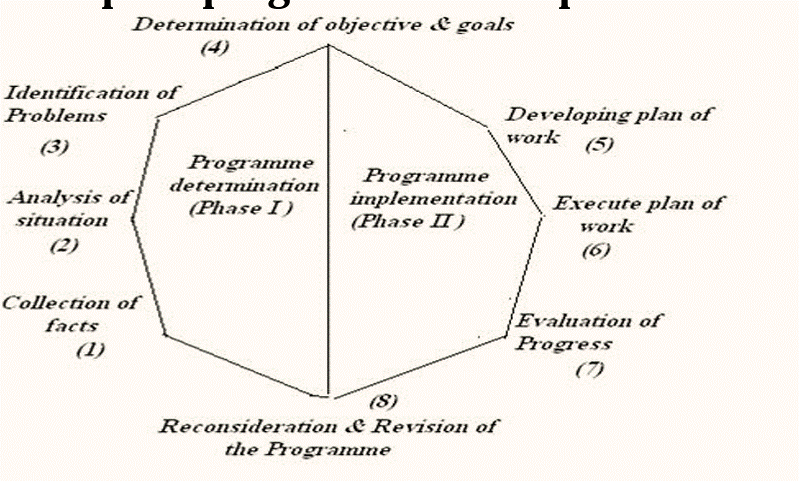 Determination of objective & goals
(4)
Identification of
Problems
(3)
Analysis of
situation
(2)
Collection of
facts
(1)
Programme
determination
(Phase I)
Programme
implementation
(Phase II)
Developing plan of
work (5)
Execute plan of
work
(6)
Evaluation of
Progress
(7)
(8)
Reconsideration & Revision of
the Programme